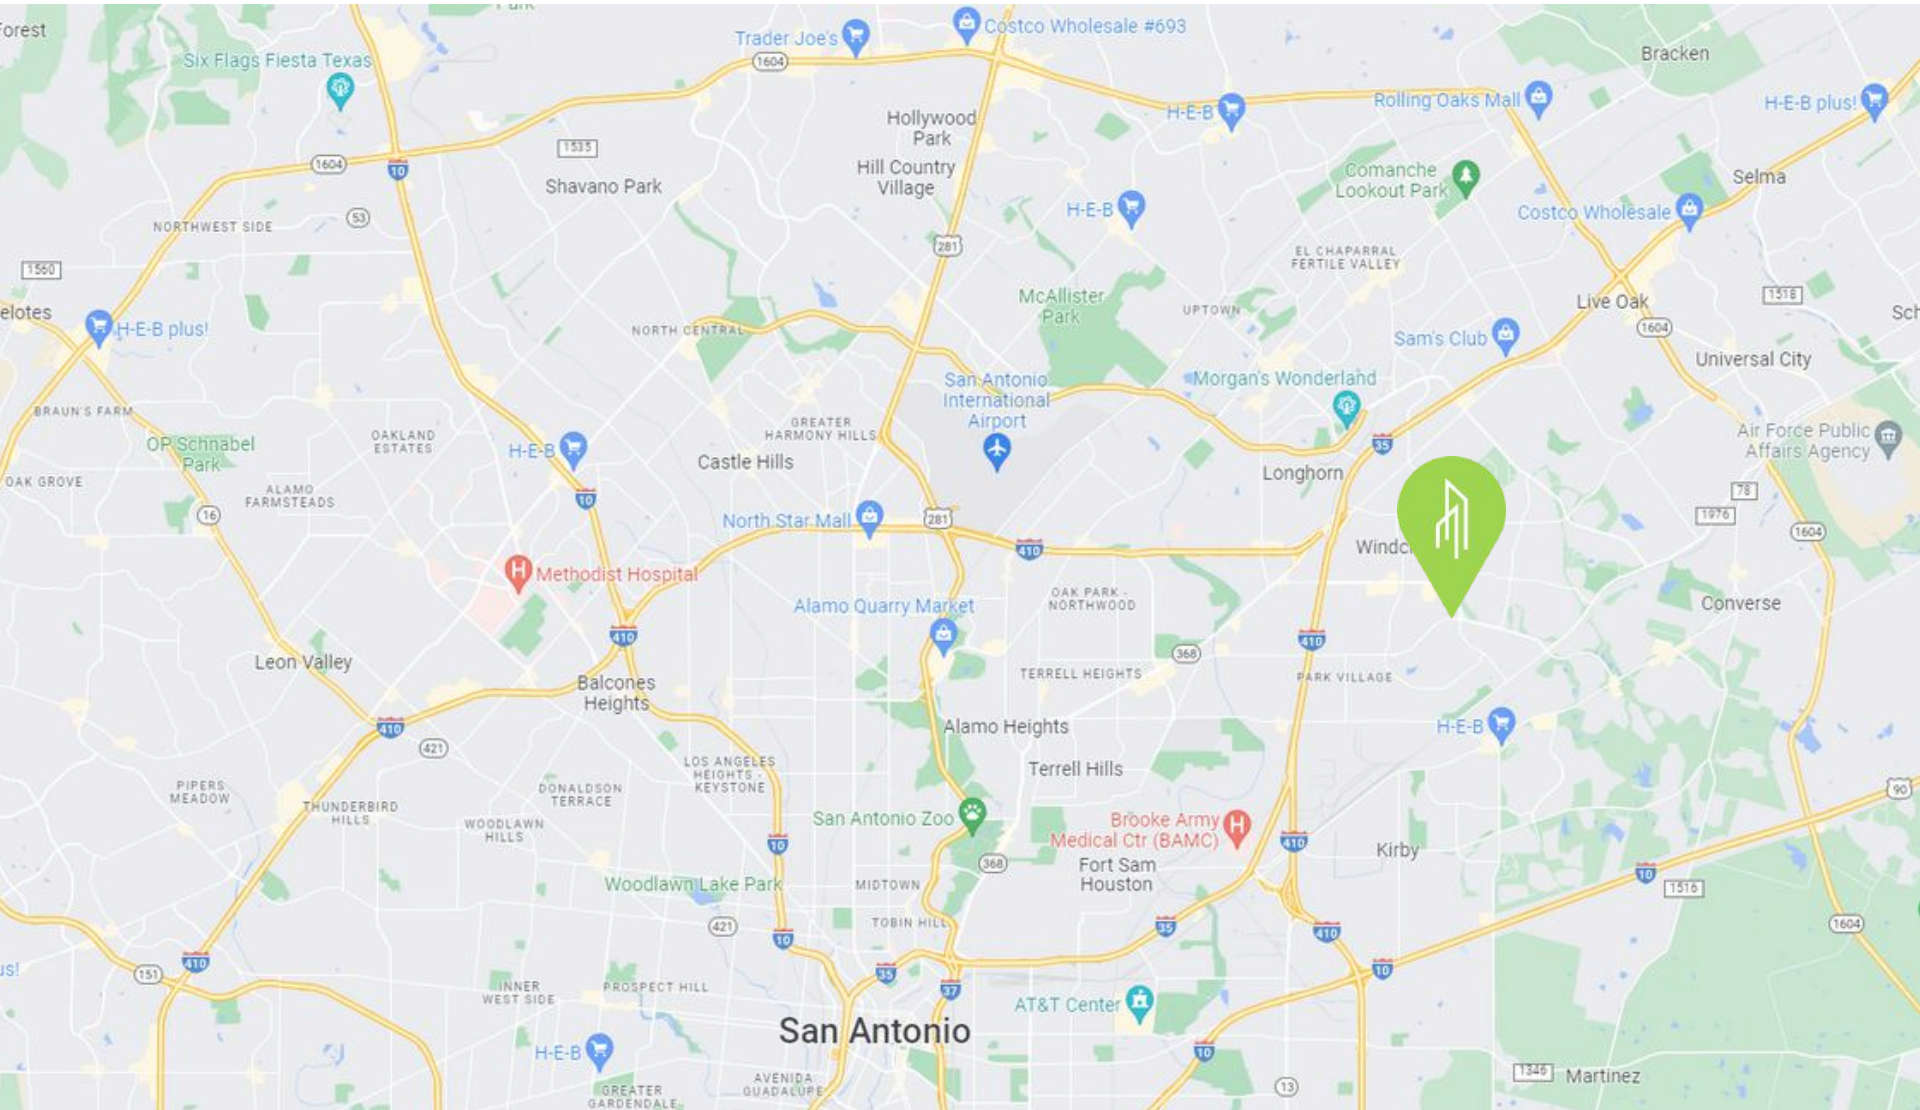 Forest
Six Flags Fiesta Texas
Trader Joe's
Costco Wholesale #693
Bracken
1604
H-E-B
Rolling Oaks Mall
H-E-B plus!
Hollywood
Park
1535
1604
10
Hill Country
Village
Shavano Park
Comanche
Lookout Park
Selma
53
NORTHWEST SIDE
H-E-B
Costco Wholesale
281
EL CHAPARRAL
FERTILE VALLEY
1560
McAllister
Park
UPTOWN
Live Oak
1518
elotes
H-E-B plus!
NORTH CENTRAL
Sam's Club
1604
Sch
Universal City
San Antonio
International
Airport
Morgan's Wonderland
BRAUN'S FARM
OP Schnabel
Park
OAKLAND
ESTATES
H-E-B
GREATER
HARMONY HILLS
35
Air Force Public
Affairs Agency
Castle Hills
Longhorn
OAK GROVE
ALAMO
FARMSTEADS
10
78
16
North Star Mall
281
1976
1604
410
Windc
Methodist Hospital
Alamo Quarry Market
OAK PARK -
NORTHWOOD
Converse
410
410
368
Leon Valley
TERRELL HEIGHTS
PARK VILLAGE
Balcones
Heights
410
Alamo Heights
H-E-B
421
LOS ANGELES
HEIGHTS -
KEYSTONE
Terrell Hills
PIPERS
MEADOW
DONALDSON
TERRACE
90
THUNDERBIRD
HILLS
WOODLAWN
HILLS
San Antonio Zoo
Brooke Army
Medical Ctr (BAMC)
10
410
Kirby
368
Fort Sam
Houston
10
1516
Woodlawn Lake Park
MIDTOWN
421
TOBIN HILL
35
410
1604
10
410
151
us!
35
10
INNER
WEST SIDE
PROSPECT HILL
37
AT&T Center
San Antonio
H-E-B
10
1346
Martinez
AVENIDA
GUADALUPE
13
GREATER
GARDENDALE